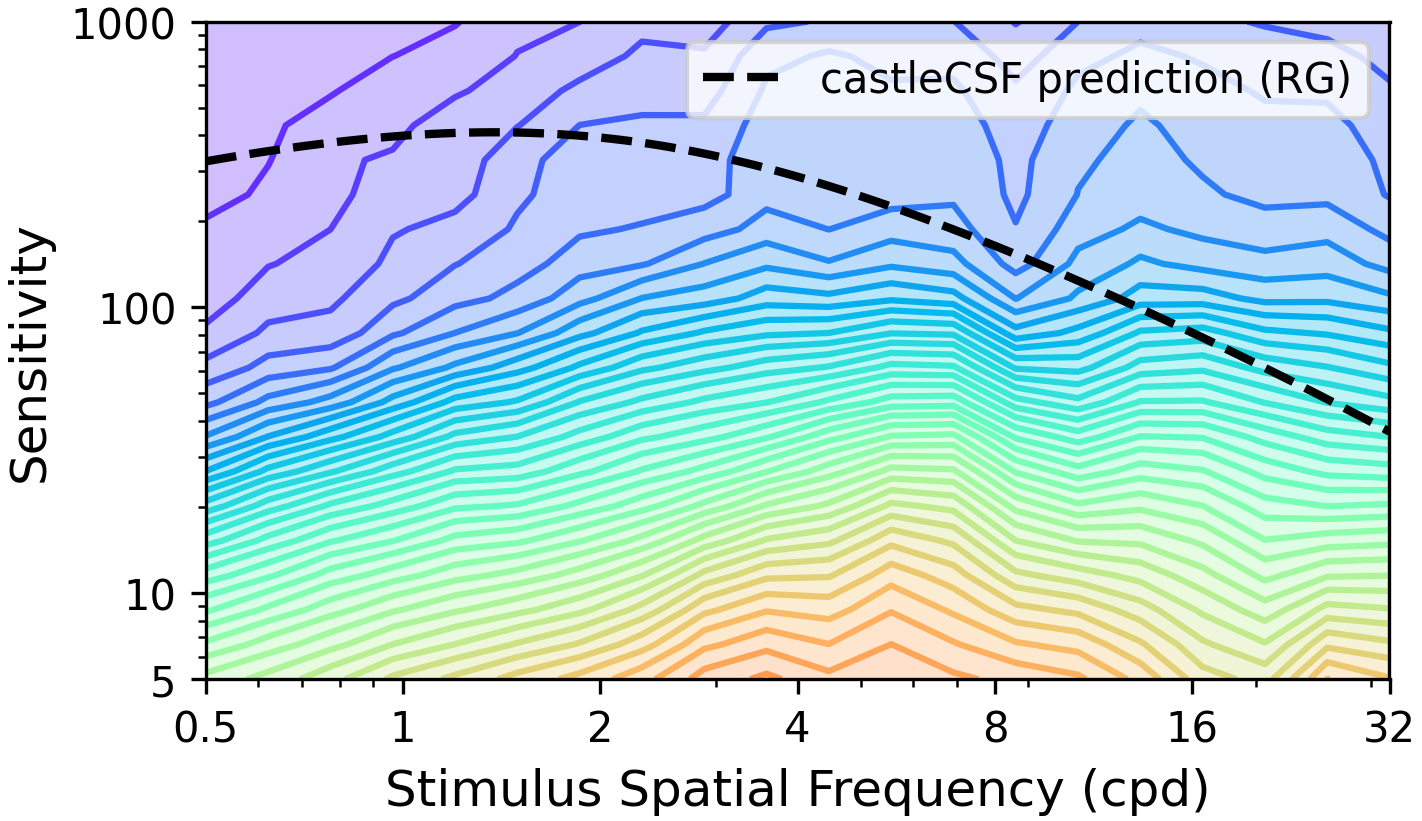 1000
100
10
5
Sensitivity
castleCSF prediction (RG)
0.5 1 2 4 8 16 32
Stimulus Spatial Frequency (cpd)